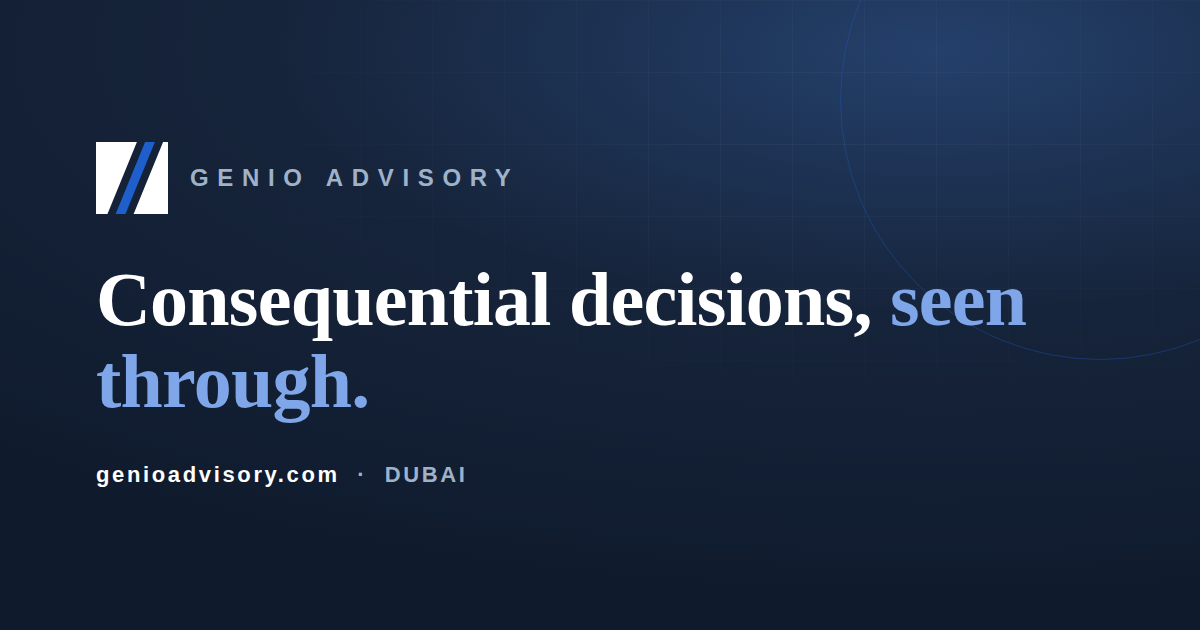 GENIO ADVISORY
Consequential decisions, seen
through.
genioadvisory.com · DUBAI